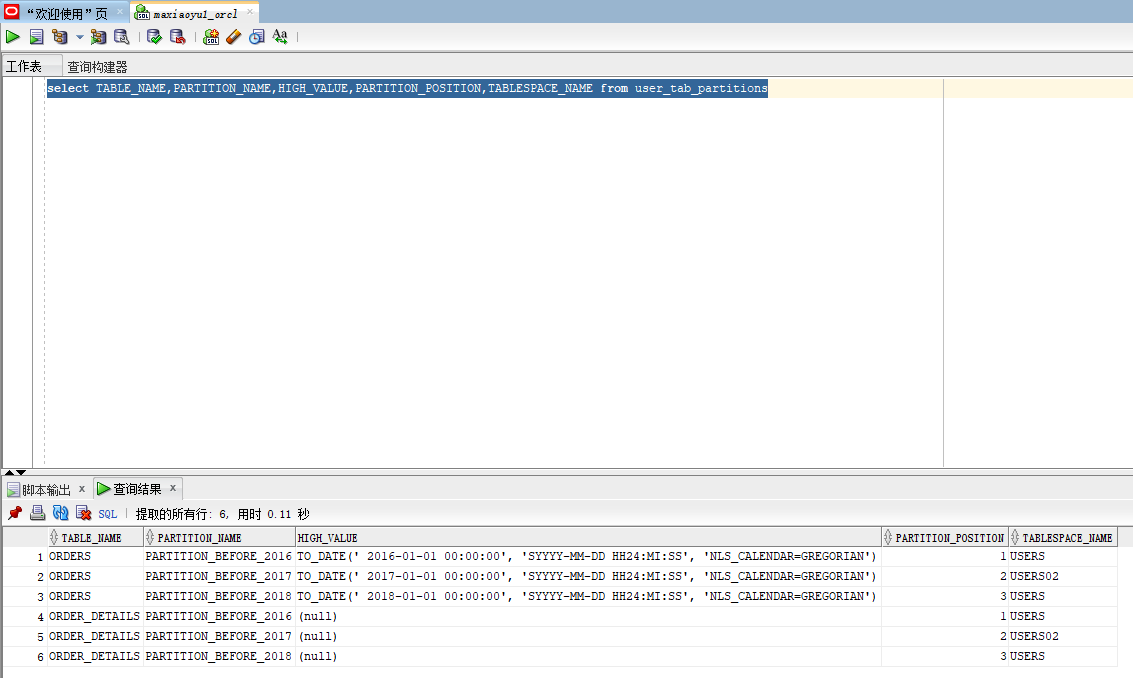 “欢迎使用”页 × SQL maxiaoyu1_orcl ×
工作表 查询构建器
select TABLE_NAME,PARTITION_NAME,HIGH_VALUE,PARTITION_POSITION,TABLESPACE_NAME from user_tab_partitions
脚本输出 x 查询结果 x
SQL | 提取的所有行: 6, 用时 0.11 秒
TABLE_NAME PARTITION_NAME HIGH_VALUE PARTITION_POSITION TABLESPACE_NAME
1 ORDERS PARTITION_BEFORE_2016 TO_DATE(' 2016-01-01 00:00:00', 'SYYYY-MM-DD HH24:MI:SS', 'NLS_CALENDAR=GREGORIAN') 1 USERS
2 ORDERS PARTITION_BEFORE_2017 TO_DATE(' 2017-01-01 00:00:00', 'SYYYY-MM-DD HH24:MI:SS', 'NLS_CALENDAR=GREGORIAN') 2 USERS02
3 ORDERS PARTITION_BEFORE_2018 TO_DATE(' 2018-01-01 00:00:00', 'SYYYY-MM-DD HH24:MI:SS', 'NLS_CALENDAR=GREGORIAN') 3 USERS
4 ORDER_DETAILS PARTITION_BEFORE_2016 (null) 1 USERS
5 ORDER_DETAILS PARTITION_BEFORE_2017 (null) 2 USERS02
6 ORDER_DETAILS PARTITION_BEFORE_2018 (null) 3 USERS